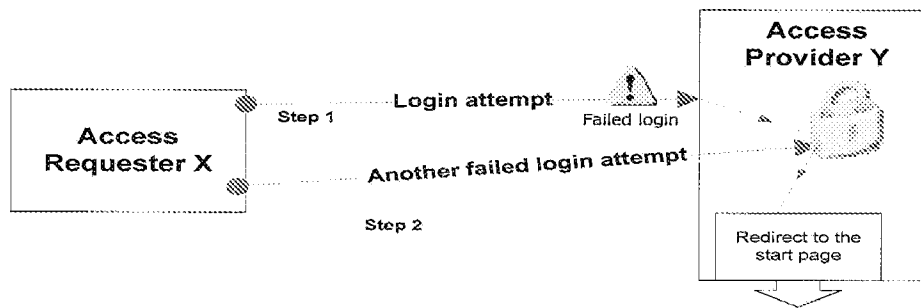 Access
Provider Y
Login attempt
Step 1
Failed login
Access
Requester X
Another failed login attempt
Step 2
Redirect to the
start page